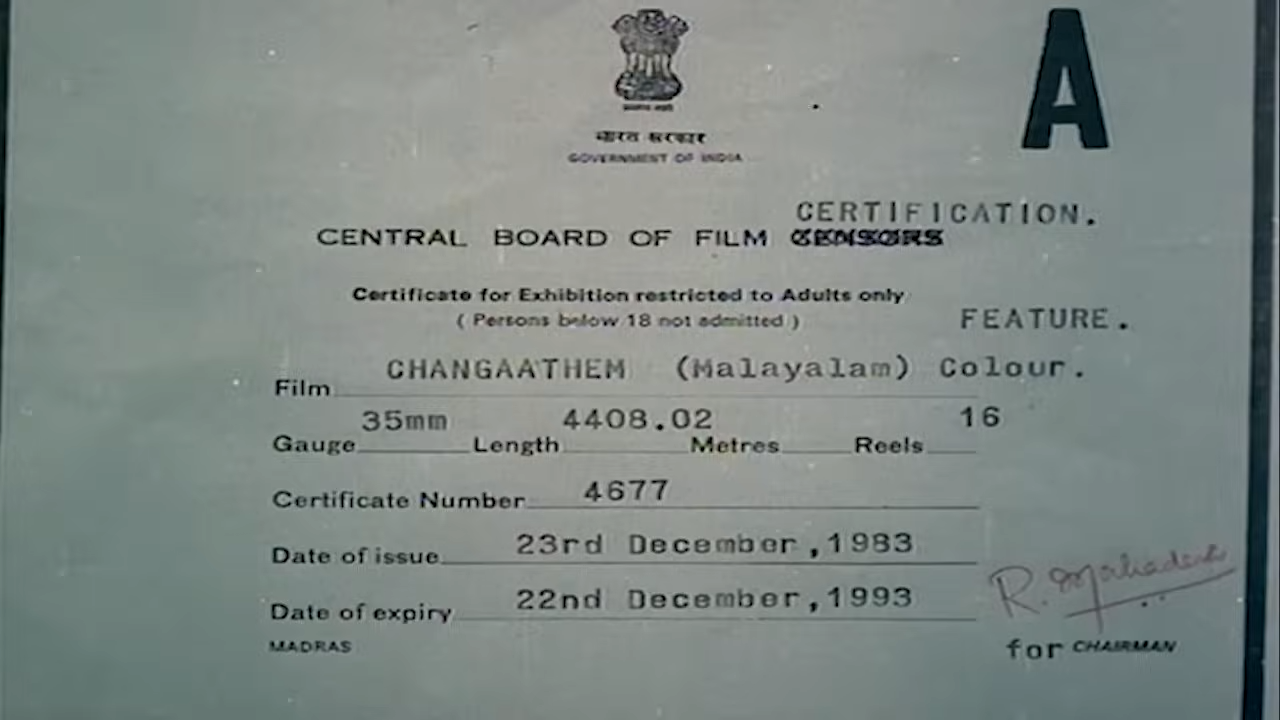 A
भारत सरकार
GOVERNMENT OF INDIA
CERTIFICATION.
CENTRAL BOARD OF FILM CENSORS
Certificate for Exhibition restricted to Adults only
( Persons below 18 not admitted )
FEATURE.
Film CHANGAATHEM (Malayalam) Colour.
Gauge 35mm Length 4408.02 Metres Reels 16
Certificate Number 4677
Date of issue 23rd December,1983
Date of expiry 22nd December,1993
R.
MADRAS
for CHAIRMAN